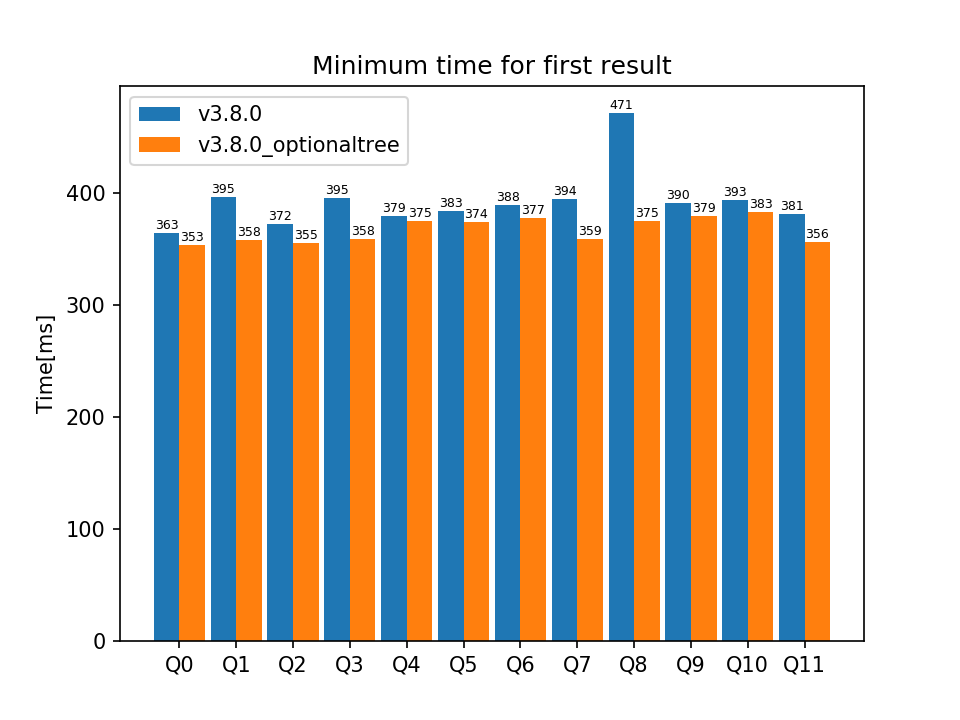 Minimum time for first result
v3.8.0
v3.8.0_optionaltree
Time[ms]
400
300
200
100
0
363 353 395 358 372 355 395 358 379 375 383 374 388 377 394 359 471 375 390 379 393 383 381 356
Q0 Q1 Q2 Q3 Q4 Q5 Q6 Q7 Q8 Q9 Q10 Q11